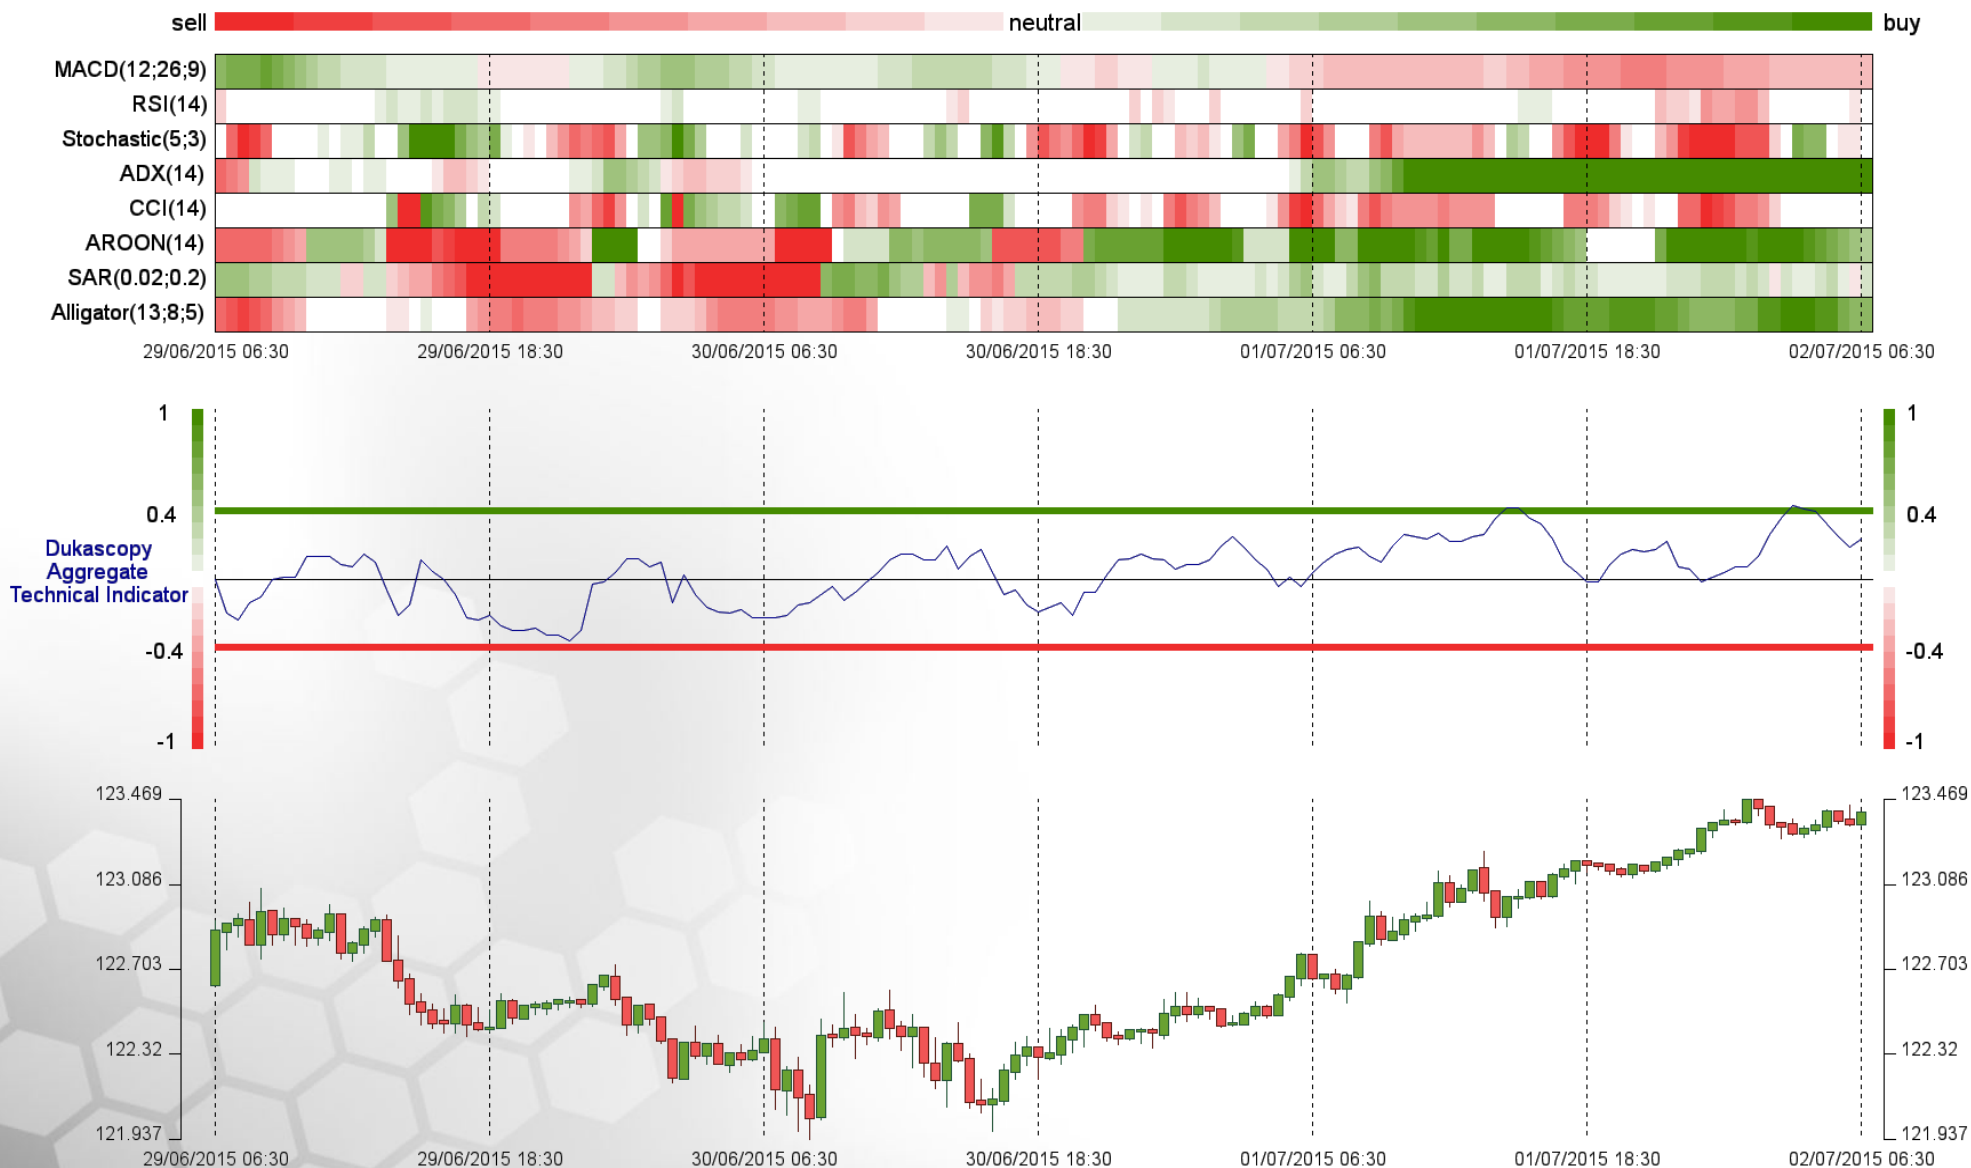 sell neutral buy
MACD(12;26;9)
RSI(14)
Stochastic(5;3)
ADX(14)
CCI(14)
AROON(14)
SAR(0.02;0.2)
Alligator(13;8;5)
29/06/2015 06:30 29/06/2015 18:30 30/06/2015 06:30 30/06/2015 18:30 01/07/2015 06:30 01/07/2015 18:30 02/07/2015 06:30
1 1
0.4 0.4
Dukascopy
Aggregate
Technical Indicator
-0.4 -0.4
-1 -1
123.469 123.469
123.086 123.086
122.703 122.703
122.32 122.32
121.937 121.937
29/06/2015 06:30 29/06/2015 18:30 30/06/2015 06:30 30/06/2015 18:30 01/07/2015 06:30 01/07/2015 18:30 02/07/2015 06:30